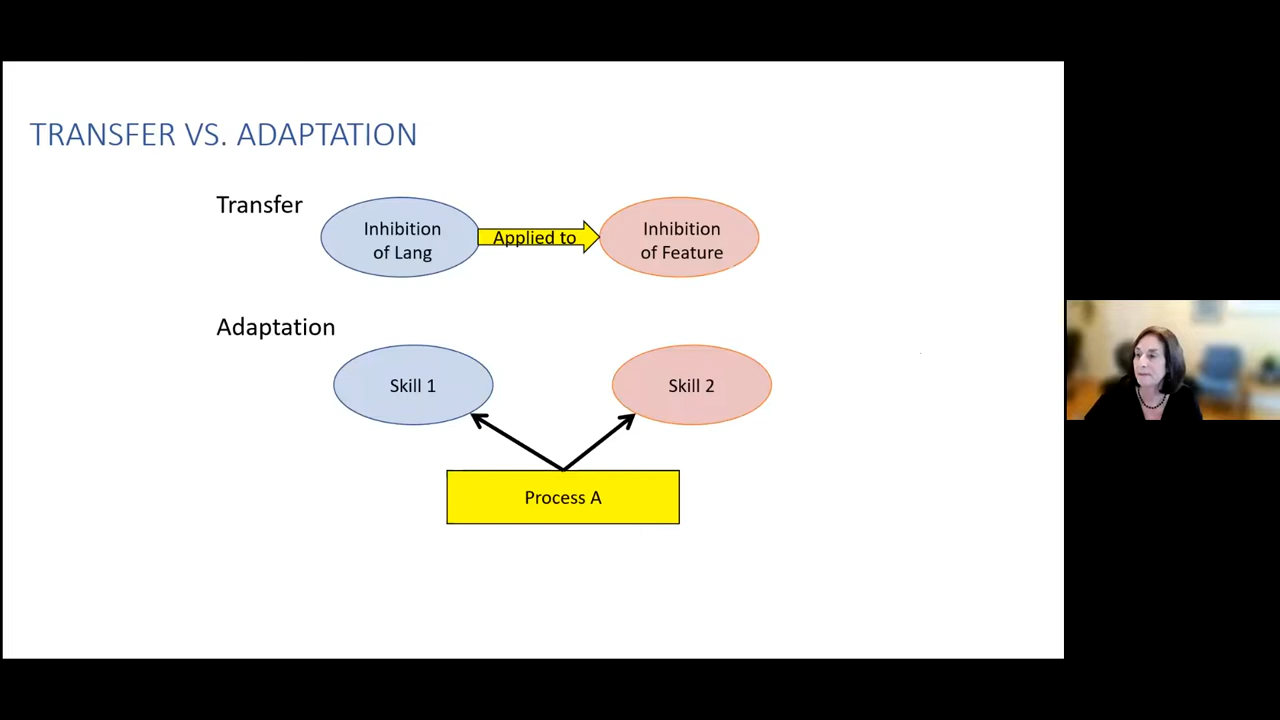 TRANSFER VS. ADAPTATION
Transfer
Inhibition
of Lang
Applied to
Inhibition
of Feature
Adaptation
Skill 1
Skill 2
Process A